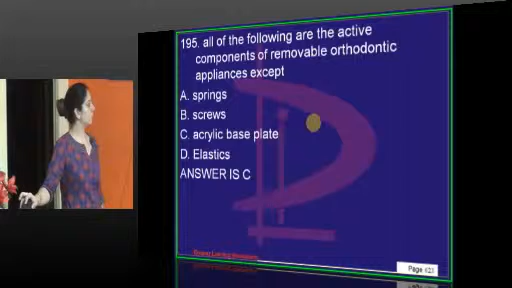 195. all of the following are the active
components of removable orthodontic
appliances except
A. springs
B. screws
C. acrylic base plate
D. Elastics
ANSWER IS C
Page